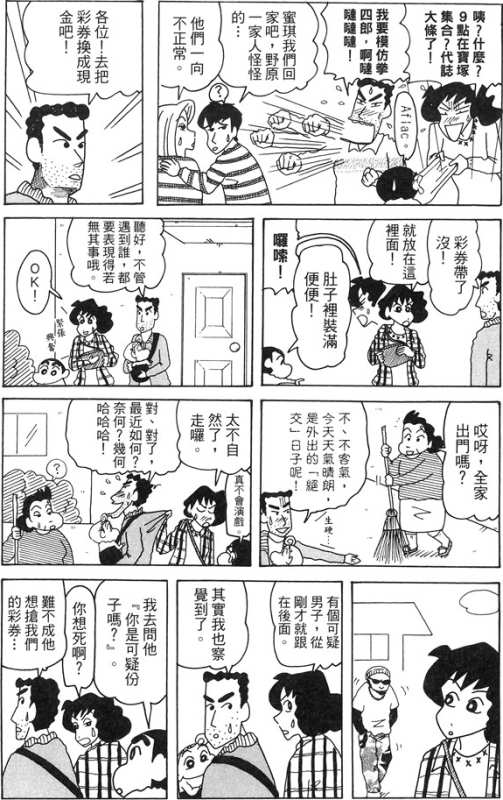 咦?什麼?
9點在寶塚
集合?代誌
大條了!
我要模仿拳
四郎,啊噠
噠噠噠!
Aflac。
蜜琪我們回
家吧,野原
一家人怪怪
的…
?
他們一向
不正常。
各位!去把
彩券換成現
金吧!
彩券帶了
沒!
就放在這
裡面!
肚子裡裝滿
便便!
囉嗦!
聽好,不管
遇到誰,都
要表現得若
無其事哦。
緊張
興奮
OK!
哎呀,全家
出門嗎?
不、不客氣,
今天天氣晴朗,
是外出的「絕
交」日子呢!
生硬…
真不會演戲。
太不自
然了,
走囉。
對、對了,
最近如何?
奈何?幾何
哈哈哈!
?
有個可疑
男子,從
剛才就跟
在後面。
其實我也察
覺到了。
我去問他
『你是可疑份
子嗎?』。
你想死啊?
難不成他
想搶我們
的彩券…